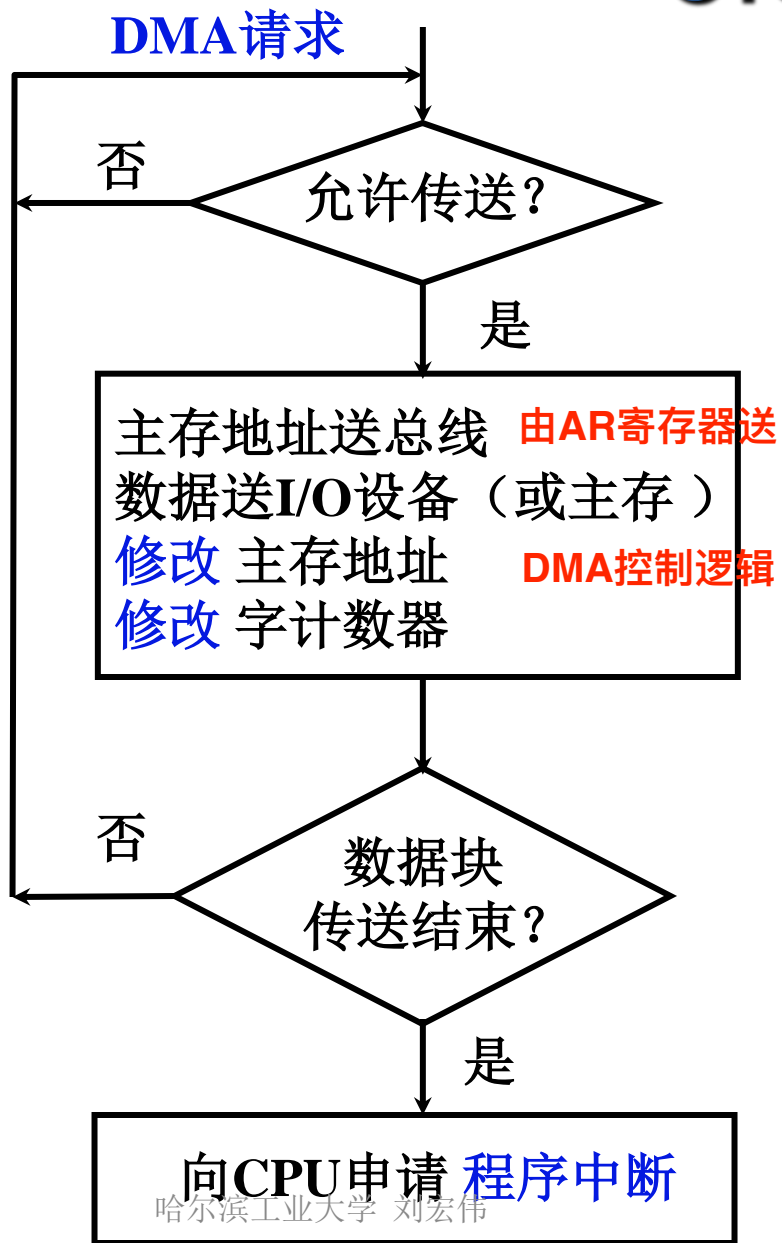 DMA请求
否
允许传送？
是
主存地址送总线 由AR寄存器送
数据送I/O设备（或主存 ）
修改 主存地址 DMA控制逻辑
修改 字计数器
否
数据块
传送结束？
是
向CPU申请 程序中断
哈尔滨工业大学 刘宏伟